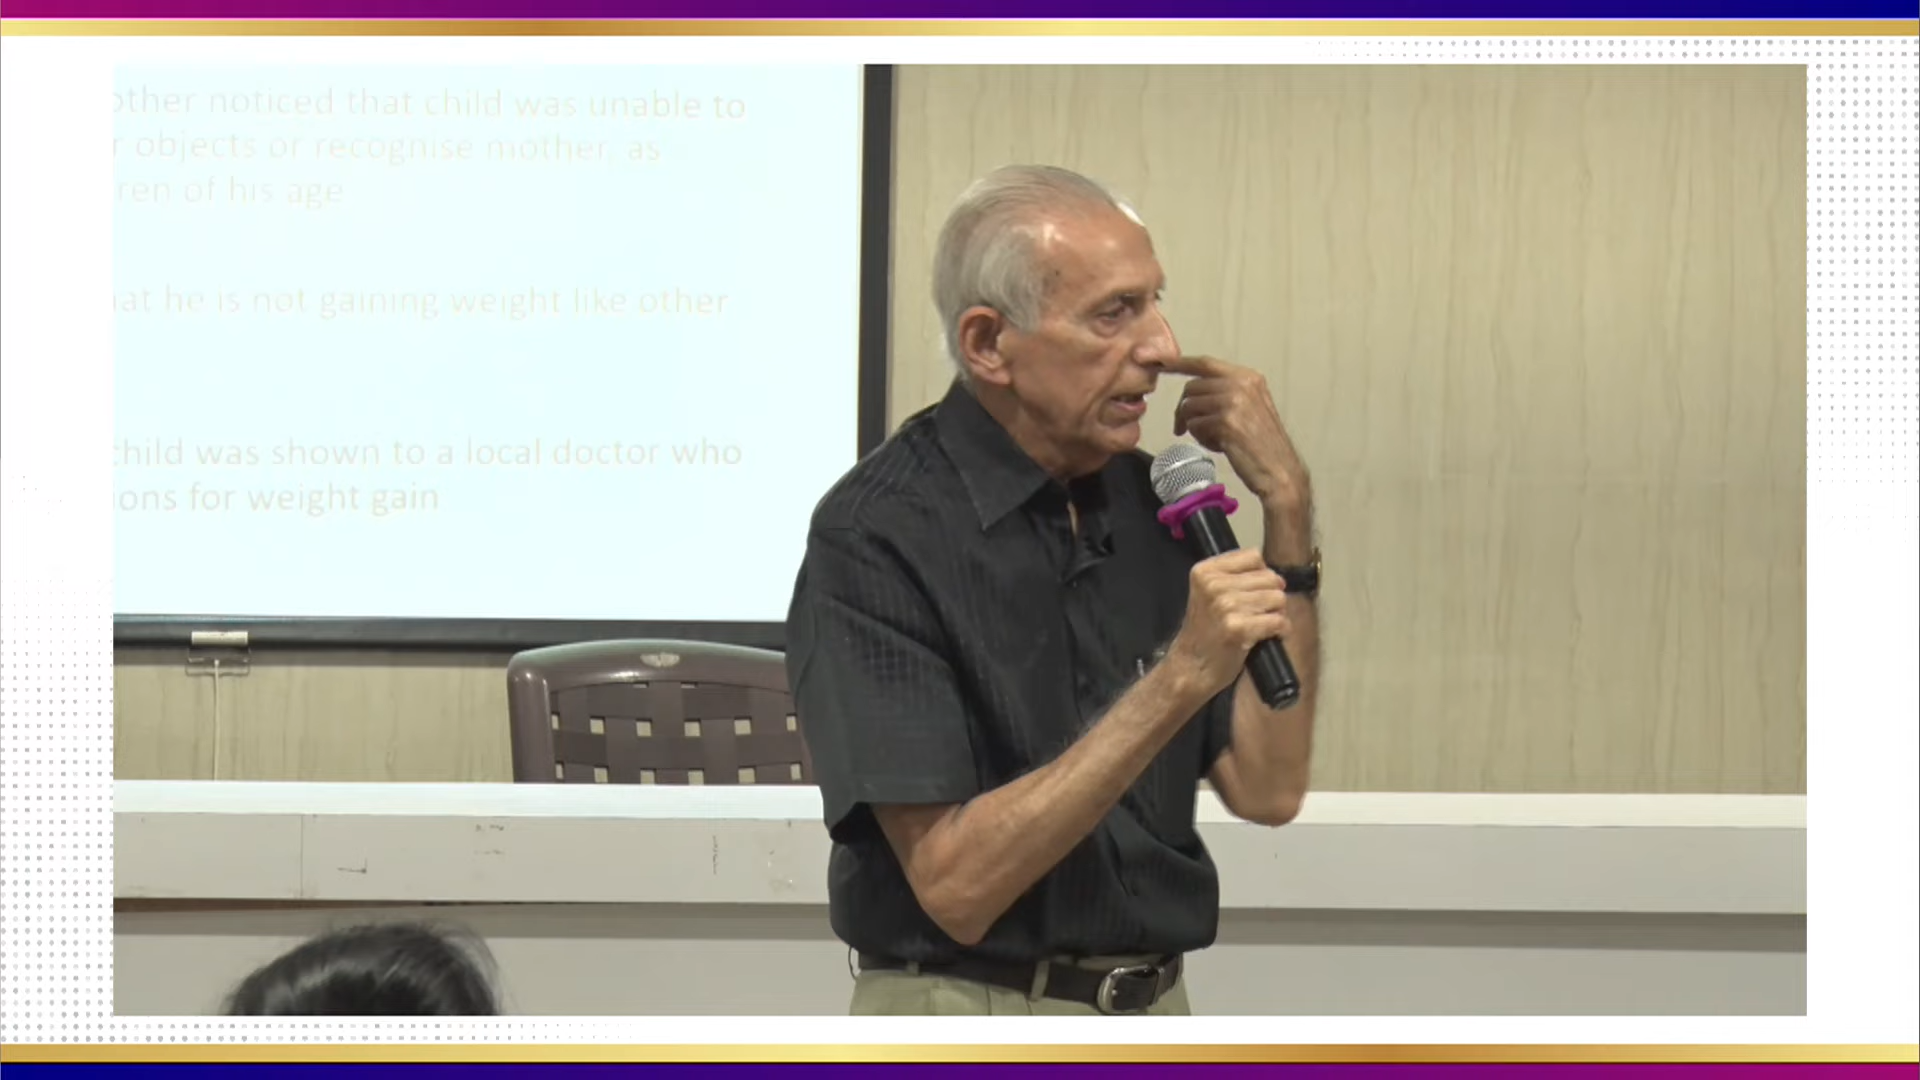 other noticed that child was unable to
r objects or recognise mother, as
ren of his age
at he is not gaining weight like other
child was shown to a local doctor who
ions for weight gain